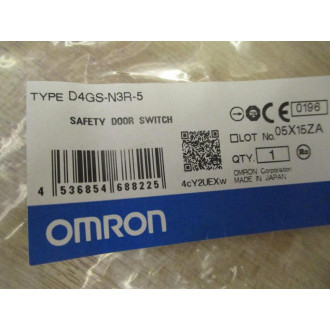 TYPE D4GS-N3R-5
SAFETY DOOR SWITCH
4 536854 688225
4cY2UEXw
CE 0196
LOT No. 05X15ZA
QTY. 1
OMRON Corporation
MADE IN JAPAN
OMRON